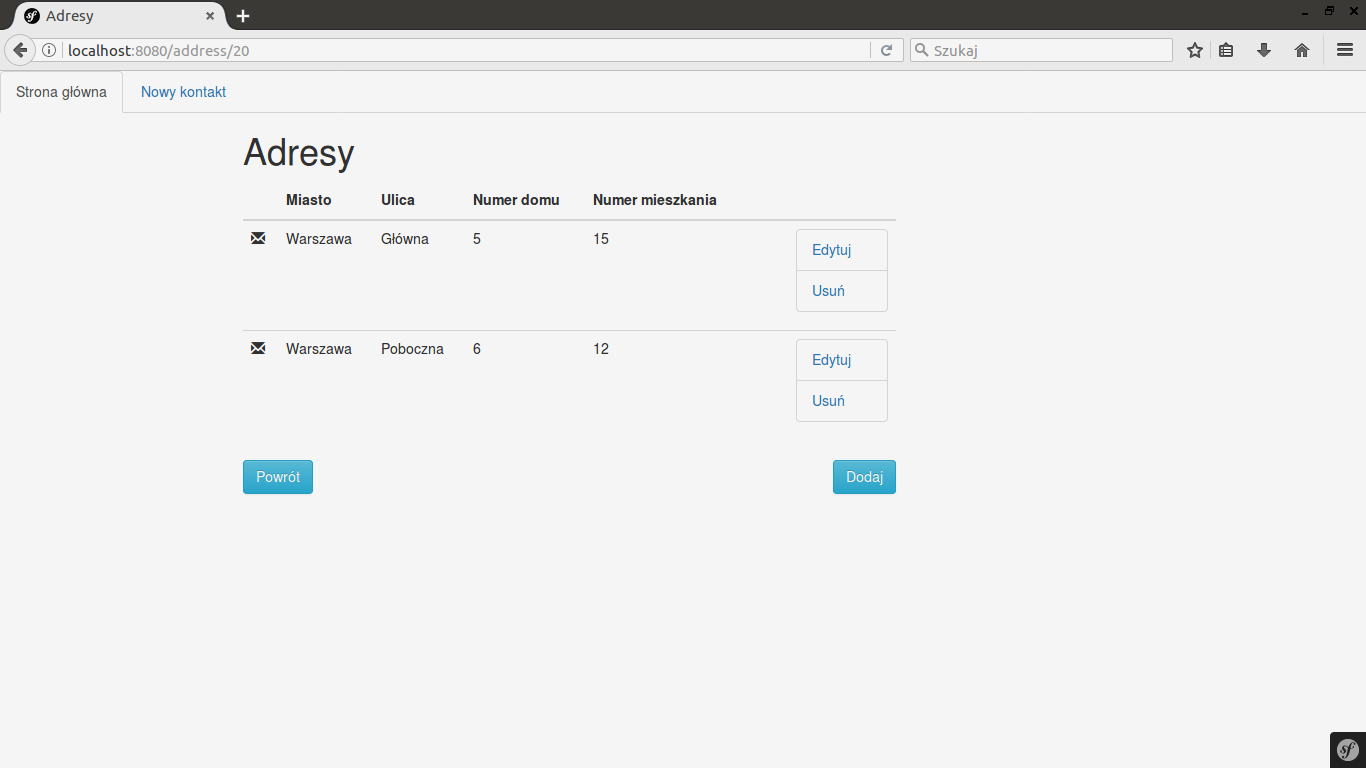 Adresy
localhost:8080/address/20
Szukaj
Strona główna Nowy kontakt
Adresy
Miasto Ulica Numer domu Numer mieszkania
Warszawa Główna 5 15
Edytuj
Usuń
Warszawa Poboczna 6 12
Edytuj
Usuń
Powrót Dodaj